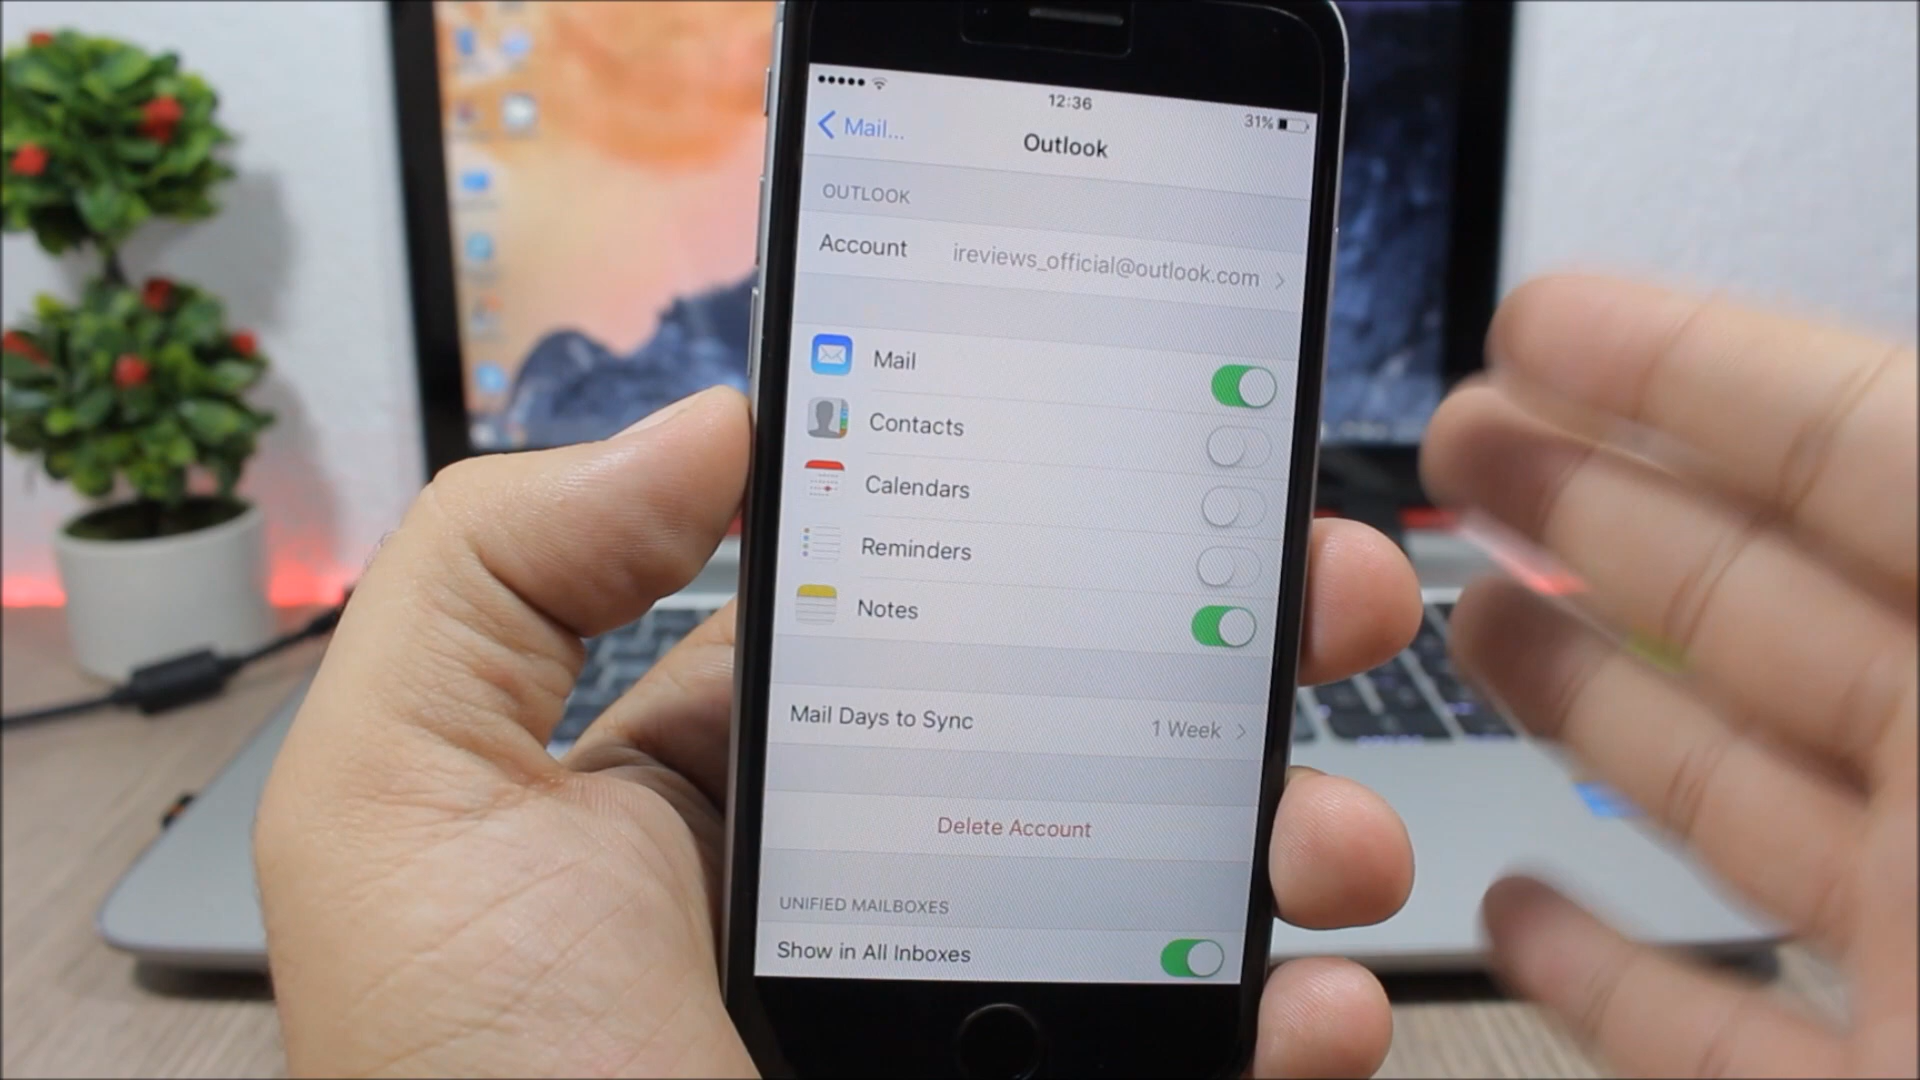 12:36
31%
Mail...
Outlook
OUTLOOK
Account ireviews_official@outlook.com
Mail
Contacts
Calendars
Reminders
Notes
Mail Days to Sync 1 Week
Delete Account
UNIFIED MAILBOXES
Show in All Inboxes